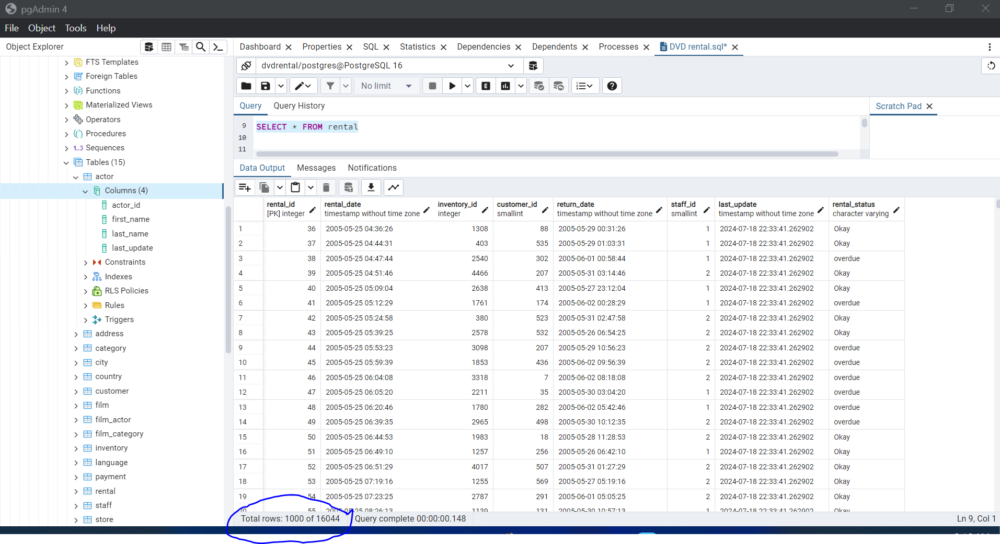 pgAdmin 4
File Object Tools Help
Object Explorer
Dashboard Properties SQL Statistics Dependencies Dependents Processes DVD rental.sql*
FTS Templates
Foreign Tables
Functions
Materialized Views
Operators
Procedures
1..3 Sequences
Tables (15)
actor
Columns (4)
actor_id
first_name
last_name
last_update
Constraints
Indexes
RLS Policies
Rules
Triggers
address
category
city
country
customer
film
film_actor
film_category
inventory
language
payment
rental
staff
store
dvdrental/postgres@PostgreSQL 16
No limit
E
Query Query History
Scratch Pad
9 SELECT * FROM rental
10
11
Data Output Messages Notifications
rental_id rental_date inventory_id customer_id return_date staff_id last_update rental_status
[PK] integer timestamp without time zone integer smallint timestamp without time zone smallint timestamp without time zone character varying
1 36 2005-05-25 04:36:26 1308 88 2005-05-29 00:31:26 1 2024-07-18 22:33:41.262902 Okay
2 37 2005-05-25 04:44:31 403 535 2005-05-29 01:03:31 1 2024-07-18 22:33:41.262902 Okay
3 38 2005-05-25 04:47:44 2540 302 2005-06-01 00:58:44 1 2024-07-18 22:33:41.262902 overdue
4 39 2005-05-25 04:51:46 4466 207 2005-05-31 03:14:46 2 2024-07-18 22:33:41.262902 Okay
5 40 2005-05-25 05:09:04 2638 413 2005-05-27 23:12:04 1 2024-07-18 22:33:41.262902 Okay
6 41 2005-05-25 05:12:29 1761 174 2005-06-02 00:28:29 1 2024-07-18 22:33:41.262902 overdue
7 42 2005-05-25 05:24:58 380 523 2005-05-31 02:47:58 2 2024-07-18 22:33:41.262902 Okay
8 43 2005-05-25 05:39:25 2578 532 2005-05-26 06:54:25 2 2024-07-18 22:33:41.262902 Okay
9 44 2005-05-25 05:53:23 3098 207 2005-05-29 10:56:23 2 2024-07-18 22:33:41.262902 overdue
10 45 2005-05-25 05:59:39 1853 436 2005-06-02 09:56:39 2 2024-07-18 22:33:41.262902 overdue
11 46 2005-05-25 06:04:08 3318 7 2005-06-02 08:18:08 2 2024-07-18 22:33:41.262902 overdue
12 47 2005-05-25 06:05:20 2211 35 2005-05-30 03:04:20 1 2024-07-18 22:33:41.262902 overdue
13 48 2005-05-25 06:20:46 1780 282 2005-06-02 05:42:46 1 2024-07-18 22:33:41.262902 overdue
14 49 2005-05-25 06:39:35 2965 498 2005-05-30 10:12:35 2 2024-07-18 22:33:41.262902 overdue
15 50 2005-05-25 06:44:53 1983 18 2005-05-28 11:28:53 2 2024-07-18 22:33:41.262902 Okay
16 51 2005-05-25 06:49:10 1257 256 2005-05-26 06:42:10 1 2024-07-18 22:33:41.262902 Okay
17 52 2005-05-25 06:51:29 4017 507 2005-05-31 01:27:29 2 2024-07-18 22:33:41.262902 Okay
18 53 2005-05-25 07:19:16 1255 569 2005-05-27 05:19:16 2 2024-07-18 22:33:41.262902 Okay
19 54 2005-05-25 07:23:25 2787 291 2005-06-01 05:05:25 2 2024-07-18 22:33:41.262902 Okay
20 55 2005-05-25 08:26:13 1139 131 2005-05-30 10:57:13 1 2024-07-18 22:33:41.262902 Okay
Total rows: 1000 of 16044 Query complete 00:00:00.148 Ln 9, Col 1